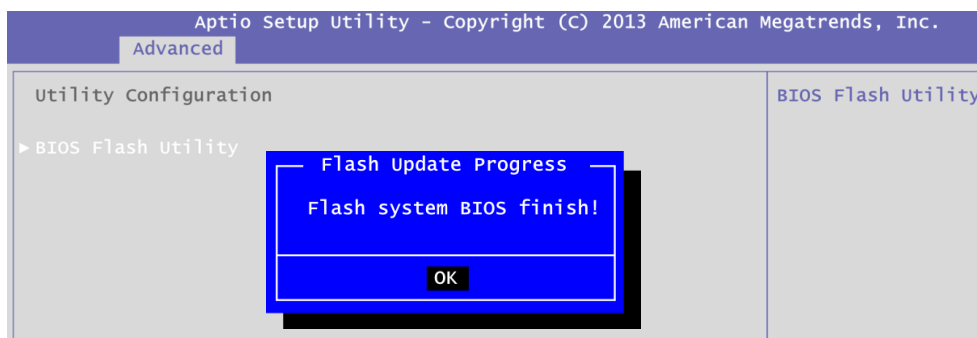 Aptio Setup Utility - Copyright (C) 2013 American Megatrends, Inc.
Advanced
Utility Configuration
BIOS Flash Utility
►BIOS Flash Utility
Flash Update Progress
Flash system BIOS finish!
OK